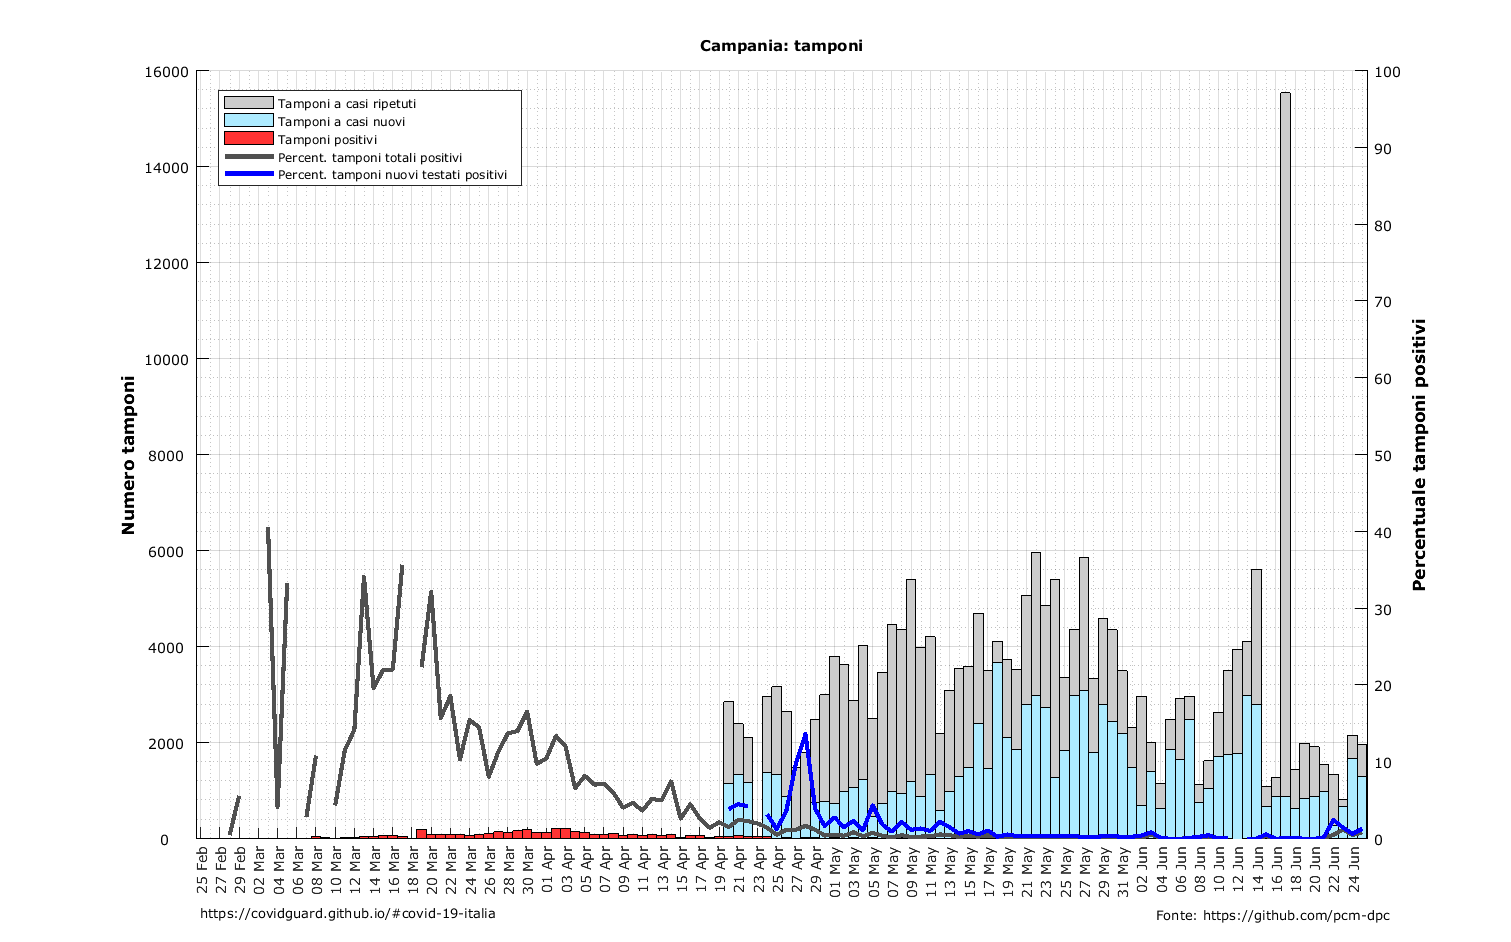 Campania: tamponi
16000
14000
12000
10000
8000
6000
4000
2000
0
Numero tamponi
Tamponi a casi ripetuti
Tamponi a casi nuovi
Tamponi positivi
Percent. tamponi totali positivi
Percent. tamponi nuovi testati positivi
100
90
80
70
60
50
40
30
20
10
0
Percentuale tamponi positivi
25 Feb
27 Feb
29 Feb
02 Mar
04 Mar
06 Mar
08 Mar
10 Mar
12 Mar
14 Mar
16 Mar
18 Mar
20 Mar
22 Mar
24 Mar
26 Mar
28 Mar
30 Mar
01 Apr
03 Apr
05 Apr
07 Apr
09 Apr
11 Apr
13 Apr
15 Apr
17 Apr
19 Apr
21 Apr
23 Apr
25 Apr
27 Apr
29 Apr
01 May
03 May
05 May
07 May
09 May
11 May
13 May
15 May
17 May
19 May
21 May
23 May
25 May
27 May
29 May
31 May
02 Jun
04 Jun
06 Jun
08 Jun
10 Jun
12 Jun
14 Jun
16 Jun
18 Jun
20 Jun
22 Jun
24 Jun
https://covidguard.github.io/#covid-19-italia
Fonte: https://github.com/pcm-dpc